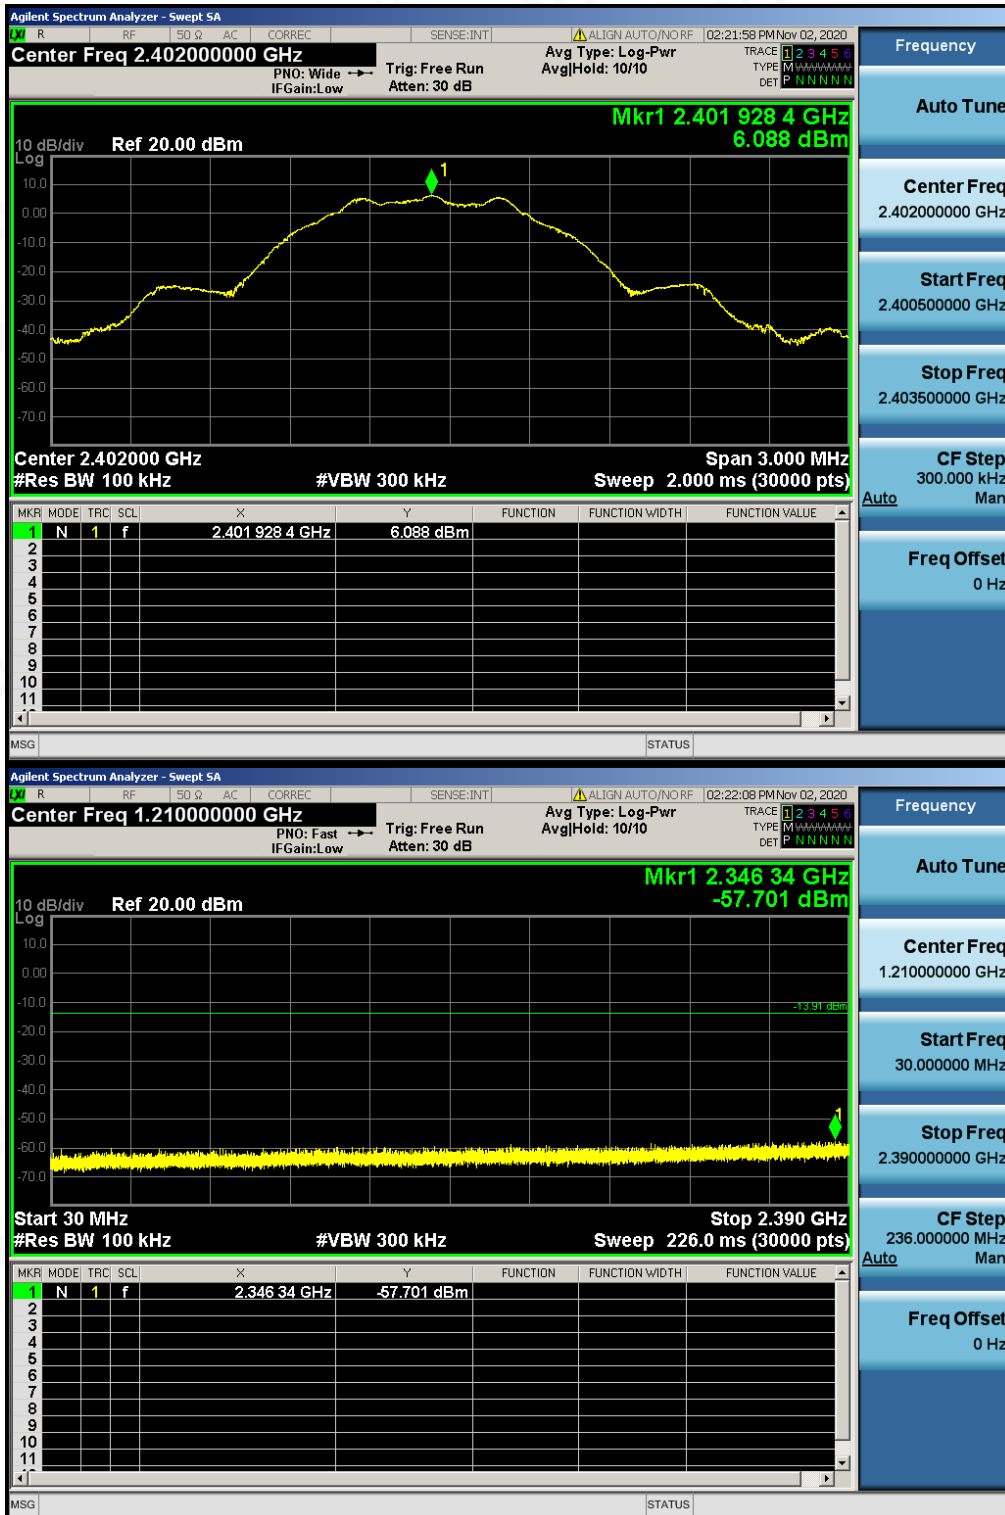 Agilent Spectrum Analyzer - Swept SA
LXI R RF 50 Ω AC CORREC SENSE:INT ALIGN AUTO/NO RF 02:21:58 PM Nov 02, 2020
Center Freq 2.402000000 GHz
PNO: Wide
IFGain:Low
Trig: Free Run
Atten: 30 dB
Avg Type: Log-Pwr
Avg|Hold: 10/10
TRACE 1 2 3 4 5 6
TYPE M
DET P N N N N N
Mkr1 2.401 928 4 GHz
6.088 dBm
10 dB/div Ref 20.00 dBm
Log
1
10.0
0.00
-10.0
-20.0
-30.0
-40.0
-50.0
-60.0
-70.0
Center 2.402000 GHz Span 3.000 MHz
#Res BW 100 kHz #VBW 300 kHz Sweep 2.000 ms (30000 pts)
MKR MODE TRC SCL X Y FUNCTION FUNCTION WIDTH FUNCTION VALUE
1 N 1 f 2.401 928 4 GHz 6.088 dBm
2
3
4
5
6
7
8
9
10
11
MSG STATUS
Frequency
Auto Tune
Center Freq
2.402000000 GHz
Start Freq
2.400500000 GHz
Stop Freq
2.403500000 GHz
CF Step
300.000 kHz
Auto Man
Freq Offset
0 Hz
Agilent Spectrum Analyzer - Swept SA
LXI R RF 50 Ω AC CORREC SENSE:INT ALIGN AUTO/NO RF 02:22:08 PM Nov 02, 2020
Center Freq 1.210000000 GHz
PNO: Fast
IFGain:Low
Trig: Free Run
Atten: 30 dB
Avg Type: Log-Pwr
Avg|Hold: 10/10
TRACE 1 2 3 4 5 6
TYPE M
DET P N N N N N
Mkr1 2.346 34 GHz
-57.701 dBm
10 dB/div Ref 20.00 dBm
Log
10.0
0.00
-10.0
-13.91 dBm
-20.0
-30.0
-40.0
-50.0
1
-60.0
-70.0
Start 30 MHz Stop 2.390 GHz
#Res BW 100 kHz #VBW 300 kHz Sweep 226.0 ms (30000 pts)
MKR MODE TRC SCL X Y FUNCTION FUNCTION WIDTH FUNCTION VALUE
1 N 1 f 2.346 34 GHz -57.701 dBm
2
3
4
5
6
7
8
9
10
11
MSG STATUS
Frequency
Auto Tune
Center Freq
1.210000000 GHz
Start Freq
30.000000 MHz
Stop Freq
2.390000000 GHz
CF Step
236.000000 MHz
Auto Man
Freq Offset
0 Hz